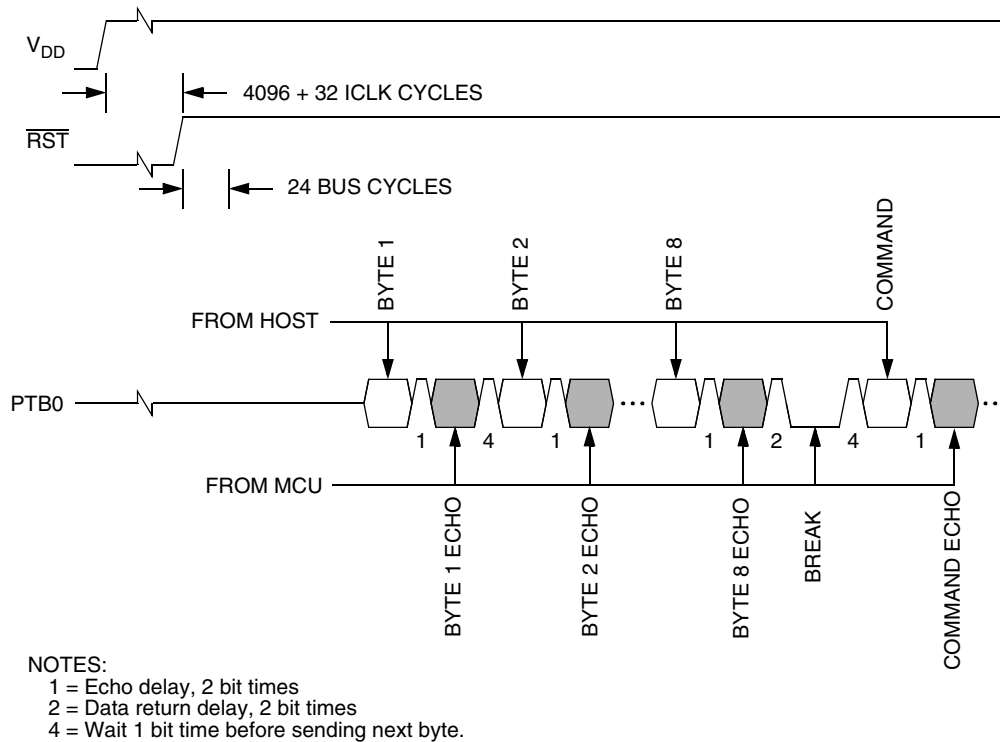 VDD
4096 + 32 ICLK CYCLES
RST
24 BUS CYCLES
FROM HOST
BYTE 1
BYTE 2
BYTE 8
COMMAND
PTB0
1
4
1
1
2
4
1
FROM MCU
BYTE 1 ECHO
BYTE 2 ECHO
BYTE 8 ECHO
BREAK
COMMAND ECHO
NOTES:
1 = Echo delay, 2 bit times
2 = Data return delay, 2 bit times
4 = Wait 1 bit time before sending next byte.